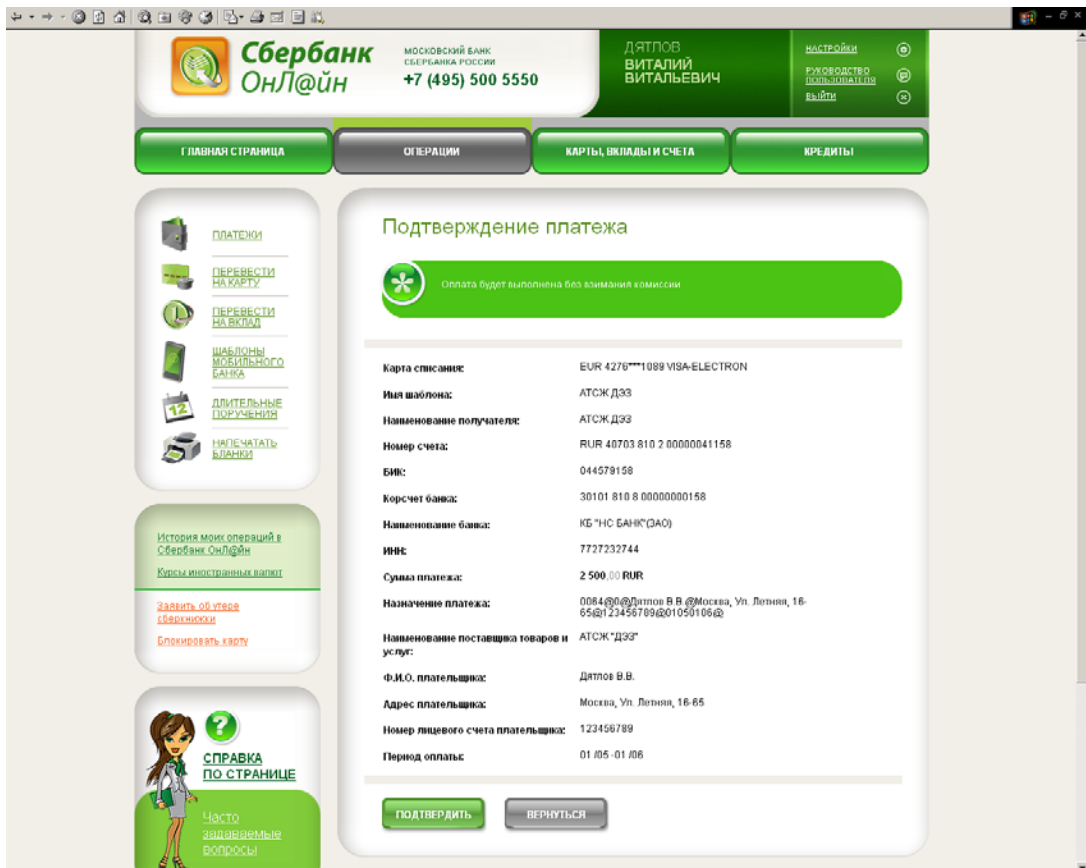 Сбербанк
ОнЛ@йн
МОСКОВСКИЙ БАНК
СБЕРБАНКА РОССИИ
+7 (495) 500 5550
ДЯТЛОВ
ВИТАЛИЙ
ВИТАЛЬЕВИЧ
НАСТРОЙКИ
РУКОВОДСТВО
ПОЛЬЗОВАТЕЛЯ
ВЫЙТИ
ГЛАВНАЯ СТРАНИЦА
ОПЕРАЦИИ
КАРТЫ, ВКЛАДЫ И СЧЕТА
КРЕДИТЫ
ПЛАТЕЖИ
ПЕРЕВЕСТИ
НА КАРТУ
ПЕРЕВЕСТИ
НА ВКЛАД
ШАБЛОНЫ
МОБИЛЬНОГО
БАНКА
12
ДЛИТЕЛЬНЫЕ
ПОРУЧЕНИЯ
НАПЕЧАТАТЬ
БЛАНКИ
История моих операций в
Сбербанк ОнЛ@йн
Курсы иностранных валют
Заявить об утере
сберкнижки
Блокировать карту
?
СПРАВКА
ПО СТРАНИЦЕ
Часто
задаваемые
вопросы
Подтверждение платежа
Оплата будет выполнена без взимания комиссии
Карта списания: EUR 4276****1089 VISA-ELECTRON
Имя шаблона: АТСЖ ДЭЗ
Наименование получателя: АТСЖ ДЭЗ
Номер счета: RUR 40703 810 2 00000041158
БИК: 044579158
Корсчет банка: 30101 810 8 00000000158
Наименование банка: КБ "НС БАНК"(ЗАО)
ИНН: 7727232744
Сумма платежа: 2 500,00 RUR
Назначение платежа: 0064@0@Дятлов В.В.@Москва, Ул. Летняя, 16-
65@123456789@01050106@
Наименование поставщика товаров и АТСЖ "ДЭЗ"
услуг:
Ф.И.О. плательщика: Дятлов В.В.
Адрес плательщика: Москва, Ул. Летняя, 16-65
Номер лицевого счета плательщика: 123456789
Период оплаты: 01 /05 -01 /06
ПОДТВЕРДИТЬ
ВЕРНУТЬСЯ